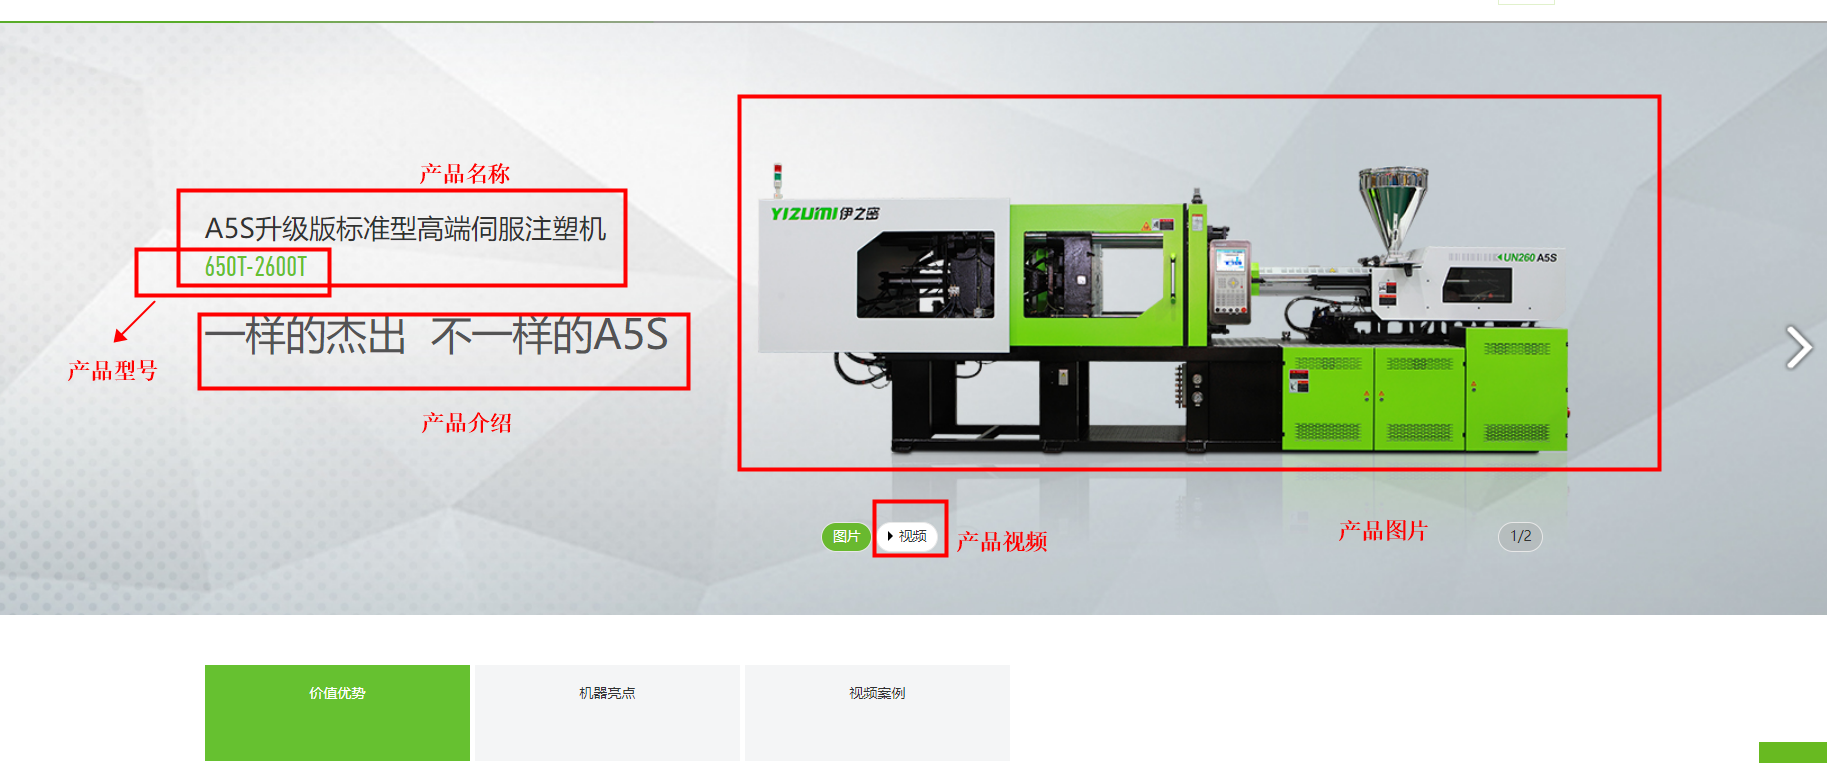 产品名称
A5S升级版标准型高端伺服注塑机
650T-2600T
一样的杰出 不一样的A5S
产品型号
产品介绍
YIZUMI 伊之密
UN260 A5S
图片
视频
产品视频
产品图片
1/2
价值优势
机器亮点
视频案例